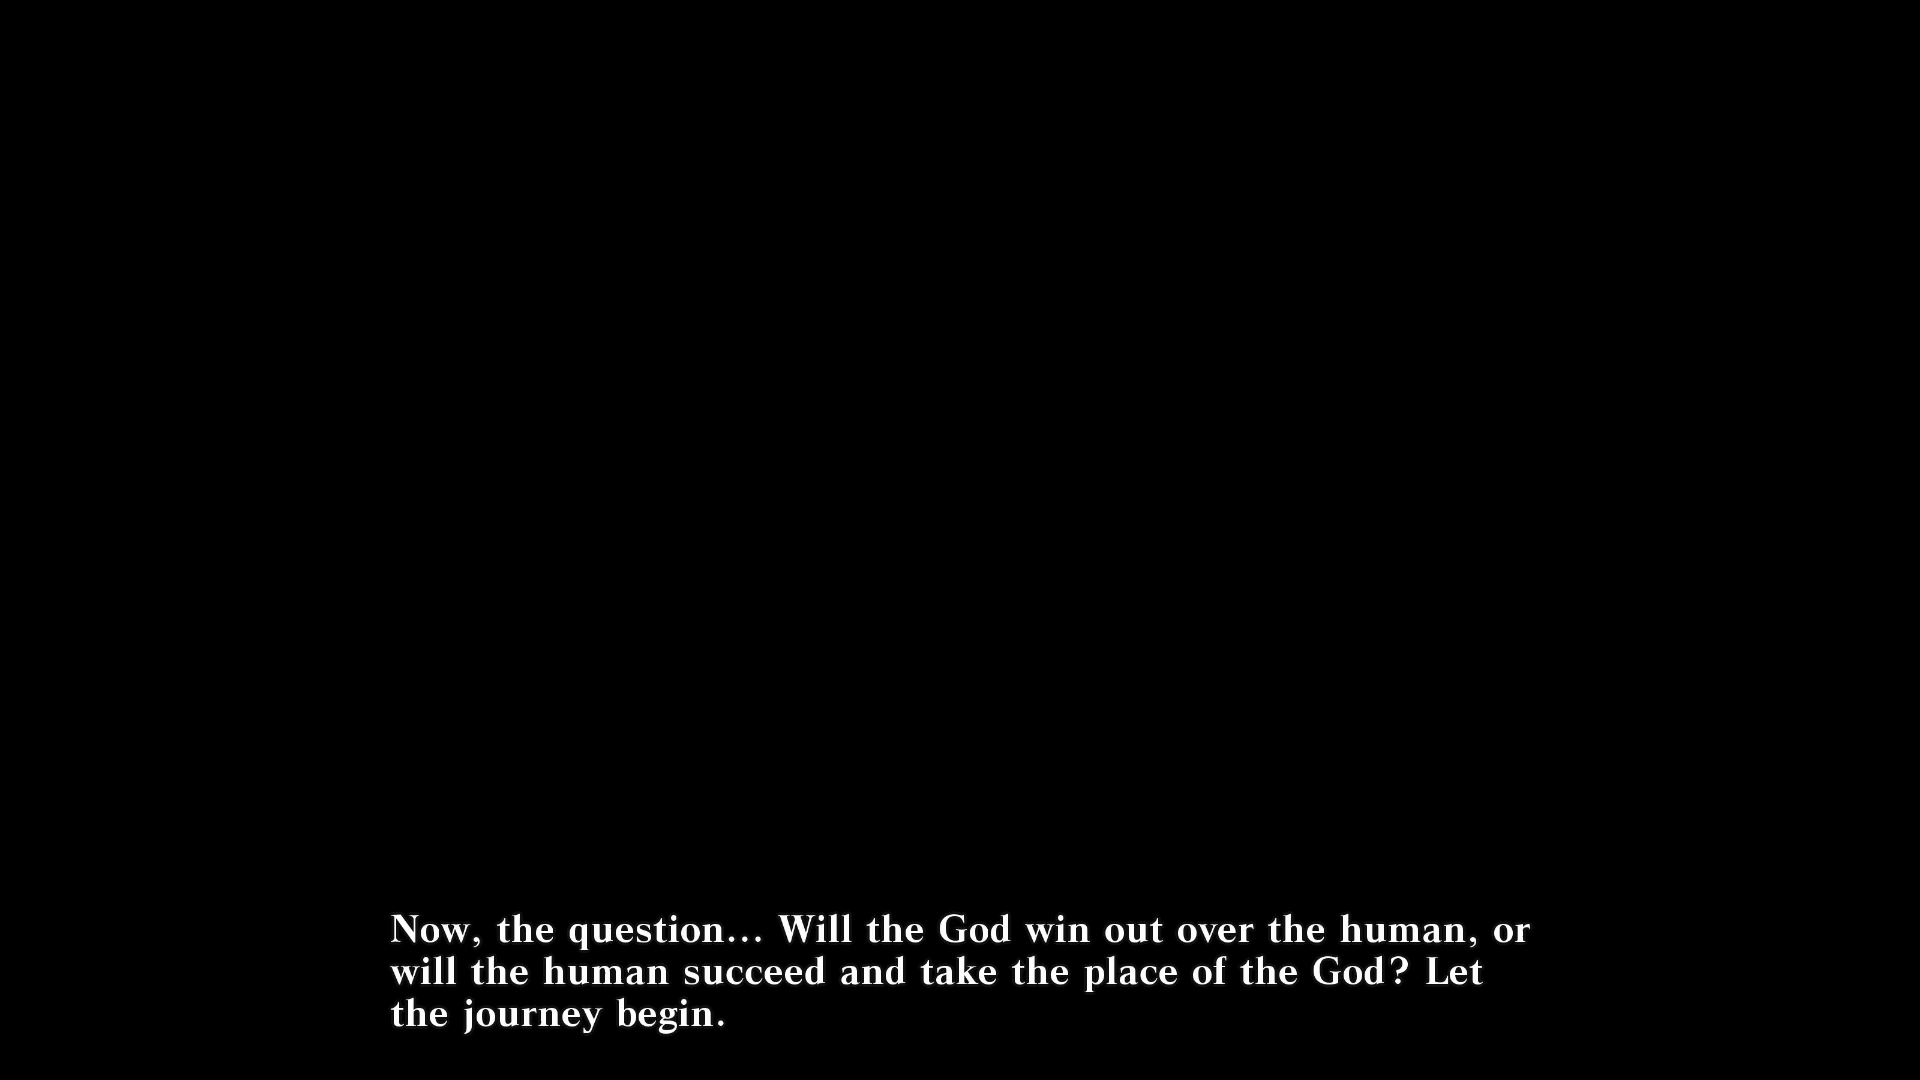 Now, the question... Will the God win out over the human, or
will the human succeed and take the place of the God? Let
the journey begin.